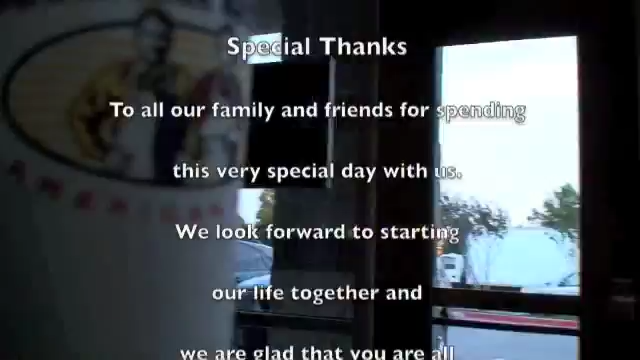 Special Thanks
To all our family and friends for spending
this very special day with us.
We look forward to starting
our life together and
we are glad that you are all
AMERICAN